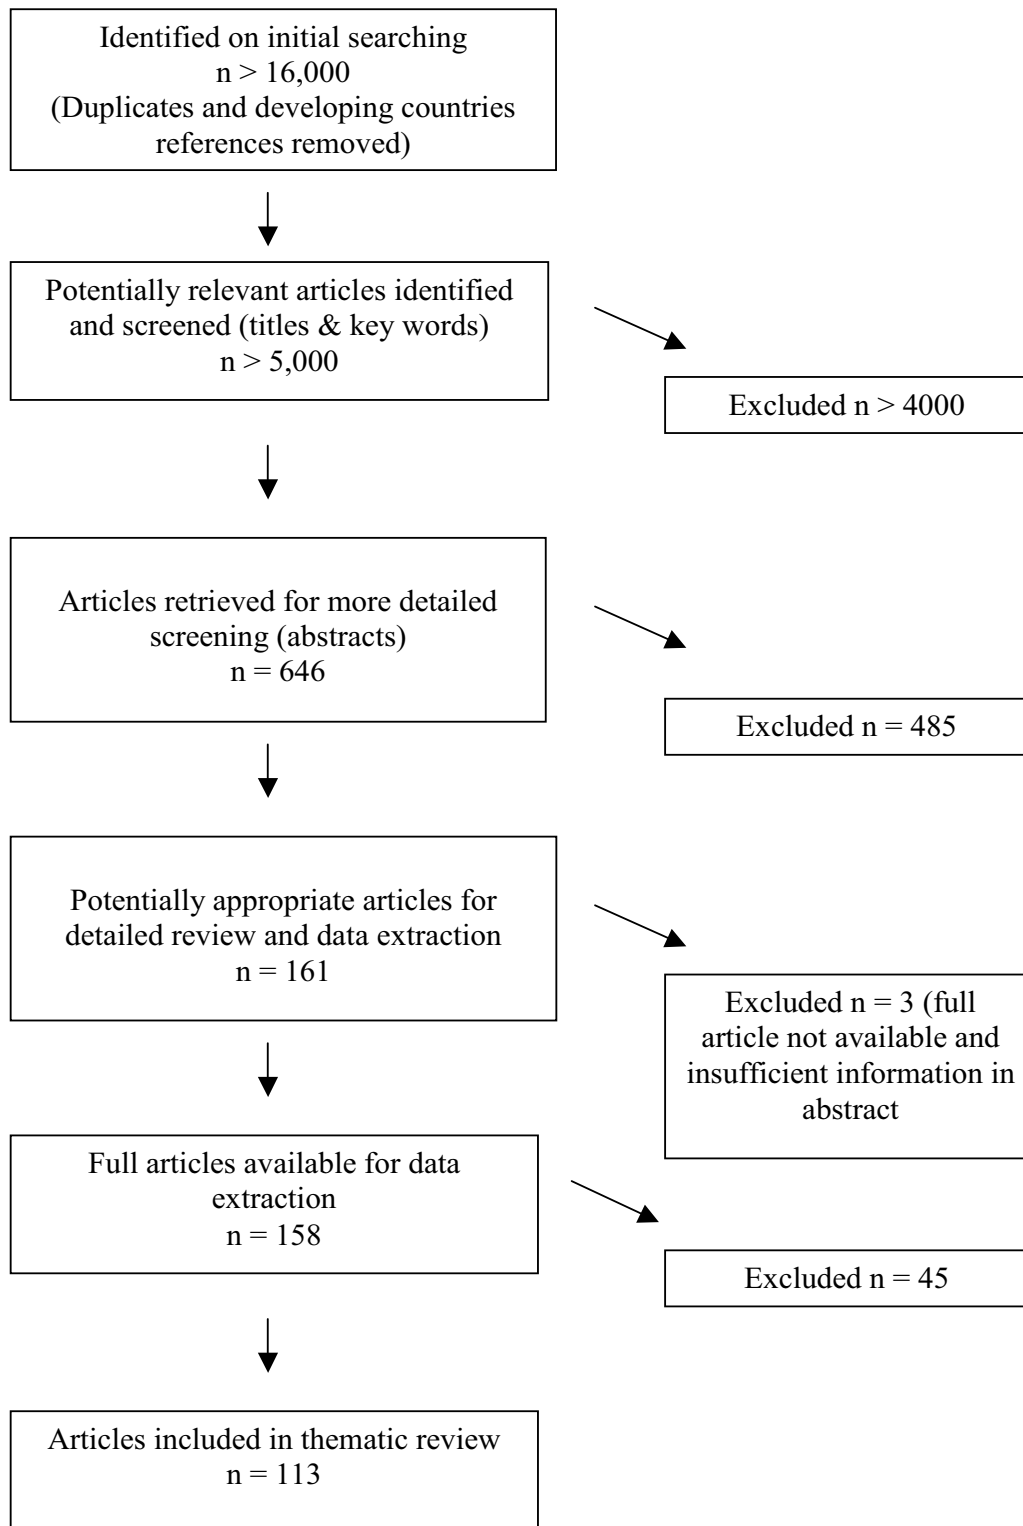 Identified on initial searching
n > 16,000
(Duplicates and developing countries
references removed)
Potentially relevant articles identified
and screened (titles & key words)
n > 5,000
Excluded n > 4000
Articles retrieved for more detailed
screening (abstracts)
n = 646
Excluded n = 485
Potentially appropriate articles for
detailed review and data extraction
n = 161
Excluded n = 3 (full
article not available and
insufficient information in
abstract
Full articles available for data
extraction
n = 158
Excluded n = 45
Articles included in thematic review
n = 113